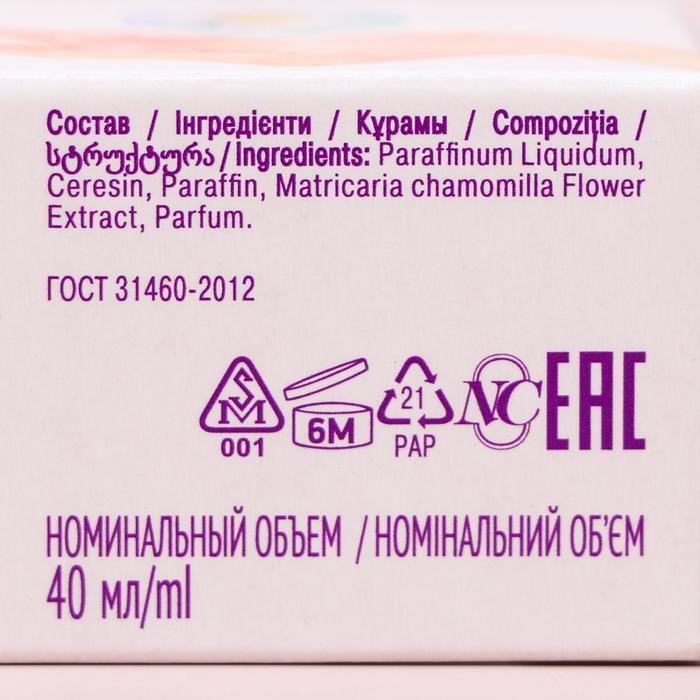 Состав / Інгредієнти / Құрамы / Compoziția /
სტრუქტურა / Ingredients: Paraffinum Liquidum,
Ceresin, Paraffin, Matricaria chamomilla Flower
Extract, Parfum.
ГОСТ 31460-2012
SM 001 6M 21 PAP NC EAC
НОМИНАЛЬНЫЙ ОБЪЕМ / НОМІНАЛЬНИЙ ОБ'ЄМ
40 мл/ml